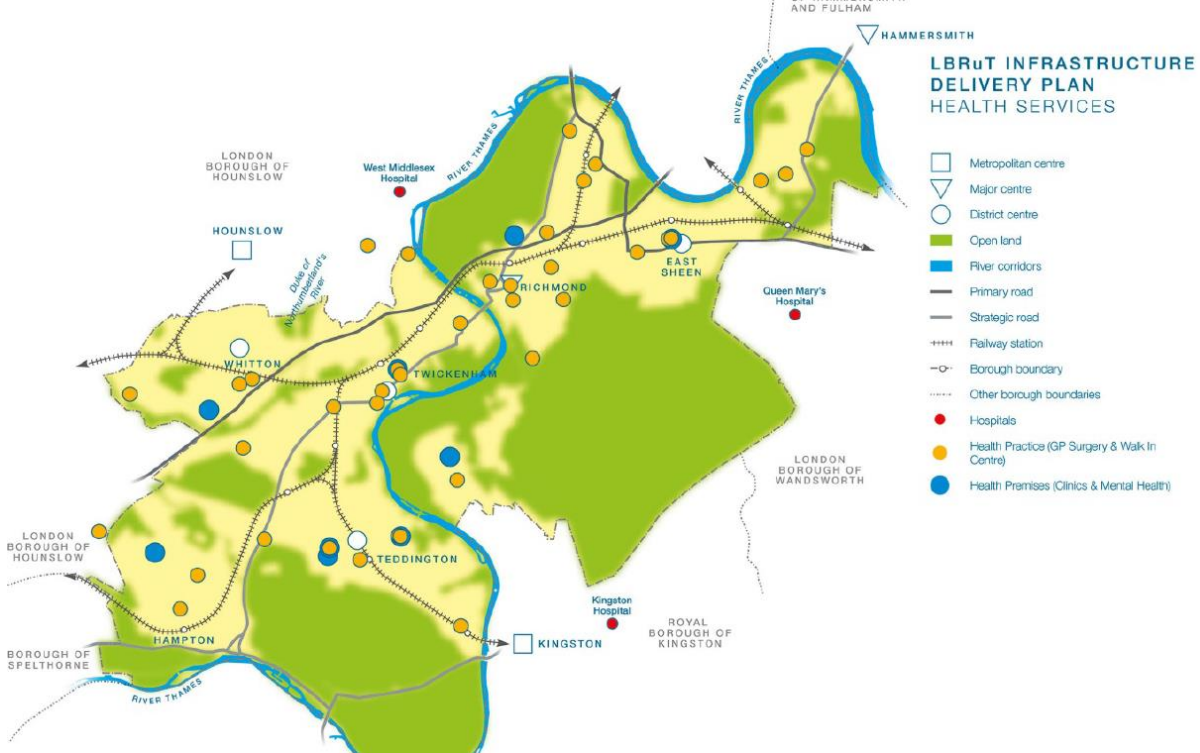 AND FULHAM
HAMMERSMITH
LBRuT INFRASTRUCTURE
DELIVERY PLAN
HEALTH SERVICES
RIVER THAMES
RIVER THAMES
LONDON
BOROUGH OF
HOUNSLOW
West Middlesex
Hospital
Metropolitan centre
Major centre
District centre
Open land
River corridors
Primary road
Strategic road
Railway station
Borough boundary
Other borough boundaries
Hospitals
Health Practice (GP Surgery & Walk In
Centre)
Health Premises (Clinics & Mental Health)
HOUNSLOW
Duke of
Northumberland's
River
EAST
SHEEN
RICHMOND
Queen Mary's
Hospital
WHITTON
TWICKENHAM
LONDON
BOROUGH OF
WANDSWORTH
LONDON
BOROUGH OF
HOUNSLOW
TEDDINGTON
Kingston
Hospital
ROYAL
BOROUGH OF
KINGSTON
HAMPTON
KINGSTON
BOROUGH OF
SPELTHORNE
RIVER THAMES